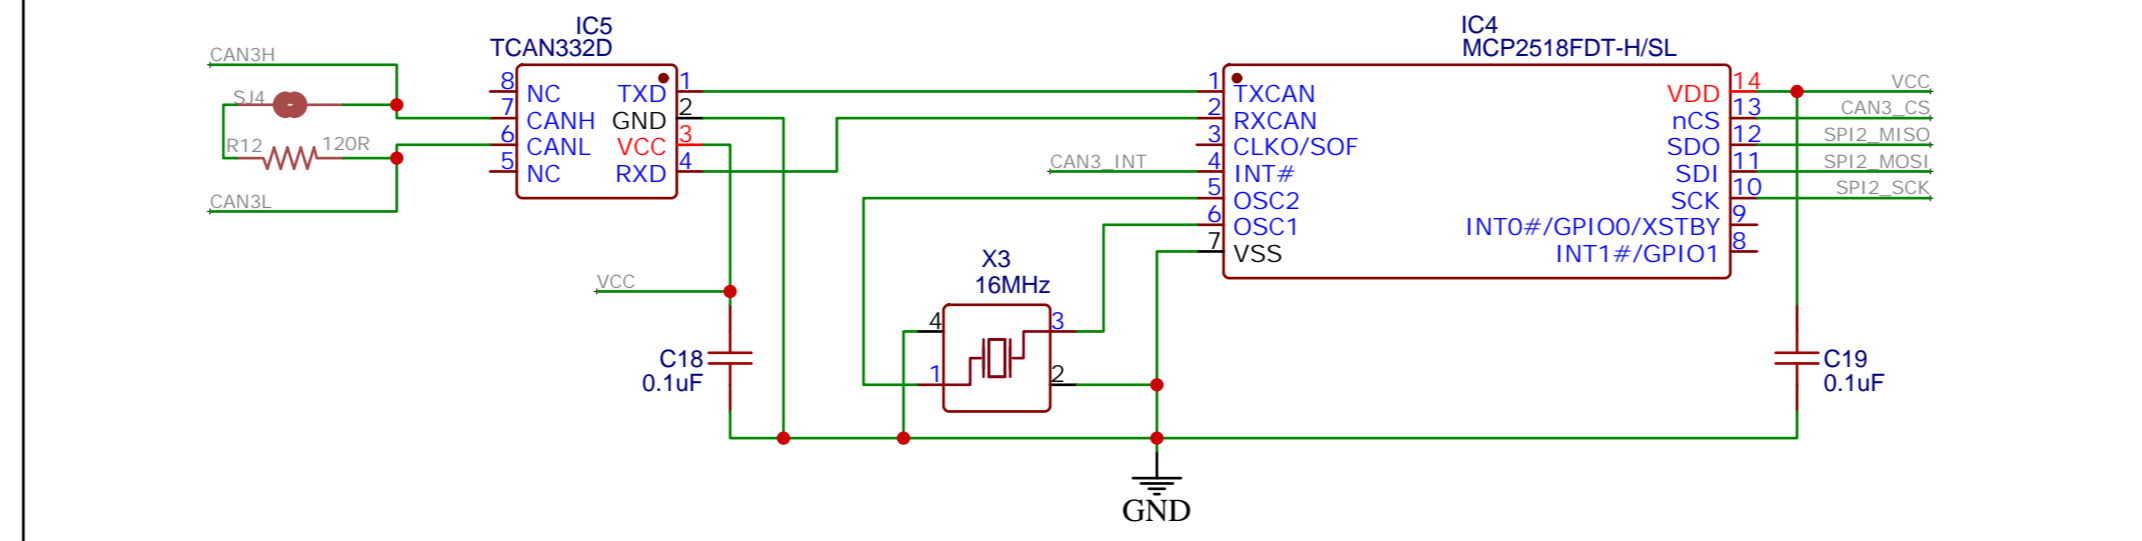 IC5
TCAN332D
CAN3H
SJ4
R12 120R
CAN3L
8 NC TXD 1
7 CANH GND 2
6 CANL VCC 3
5 NC RXD 4
VCC
C18
0.1uF
X3
16MHz
4 3
1 2
CAN3_INT
IC4
MCP2518FDT-H/SL
1 TXCAN VDD 14 VCC
2 RXCAN nCS 13 CAN3_CS
3 CLKO/SOF SDO 12 SPI2_MISO
4 INT# SDI 11 SPI2_MOSI
5 OSC2 SCK 10 SPI2_SCK
6 OSC1 INT0#/GPIO0/XSTBY 9
7 VSS INT1#/GPIO1 8
C19
0.1uF
GND